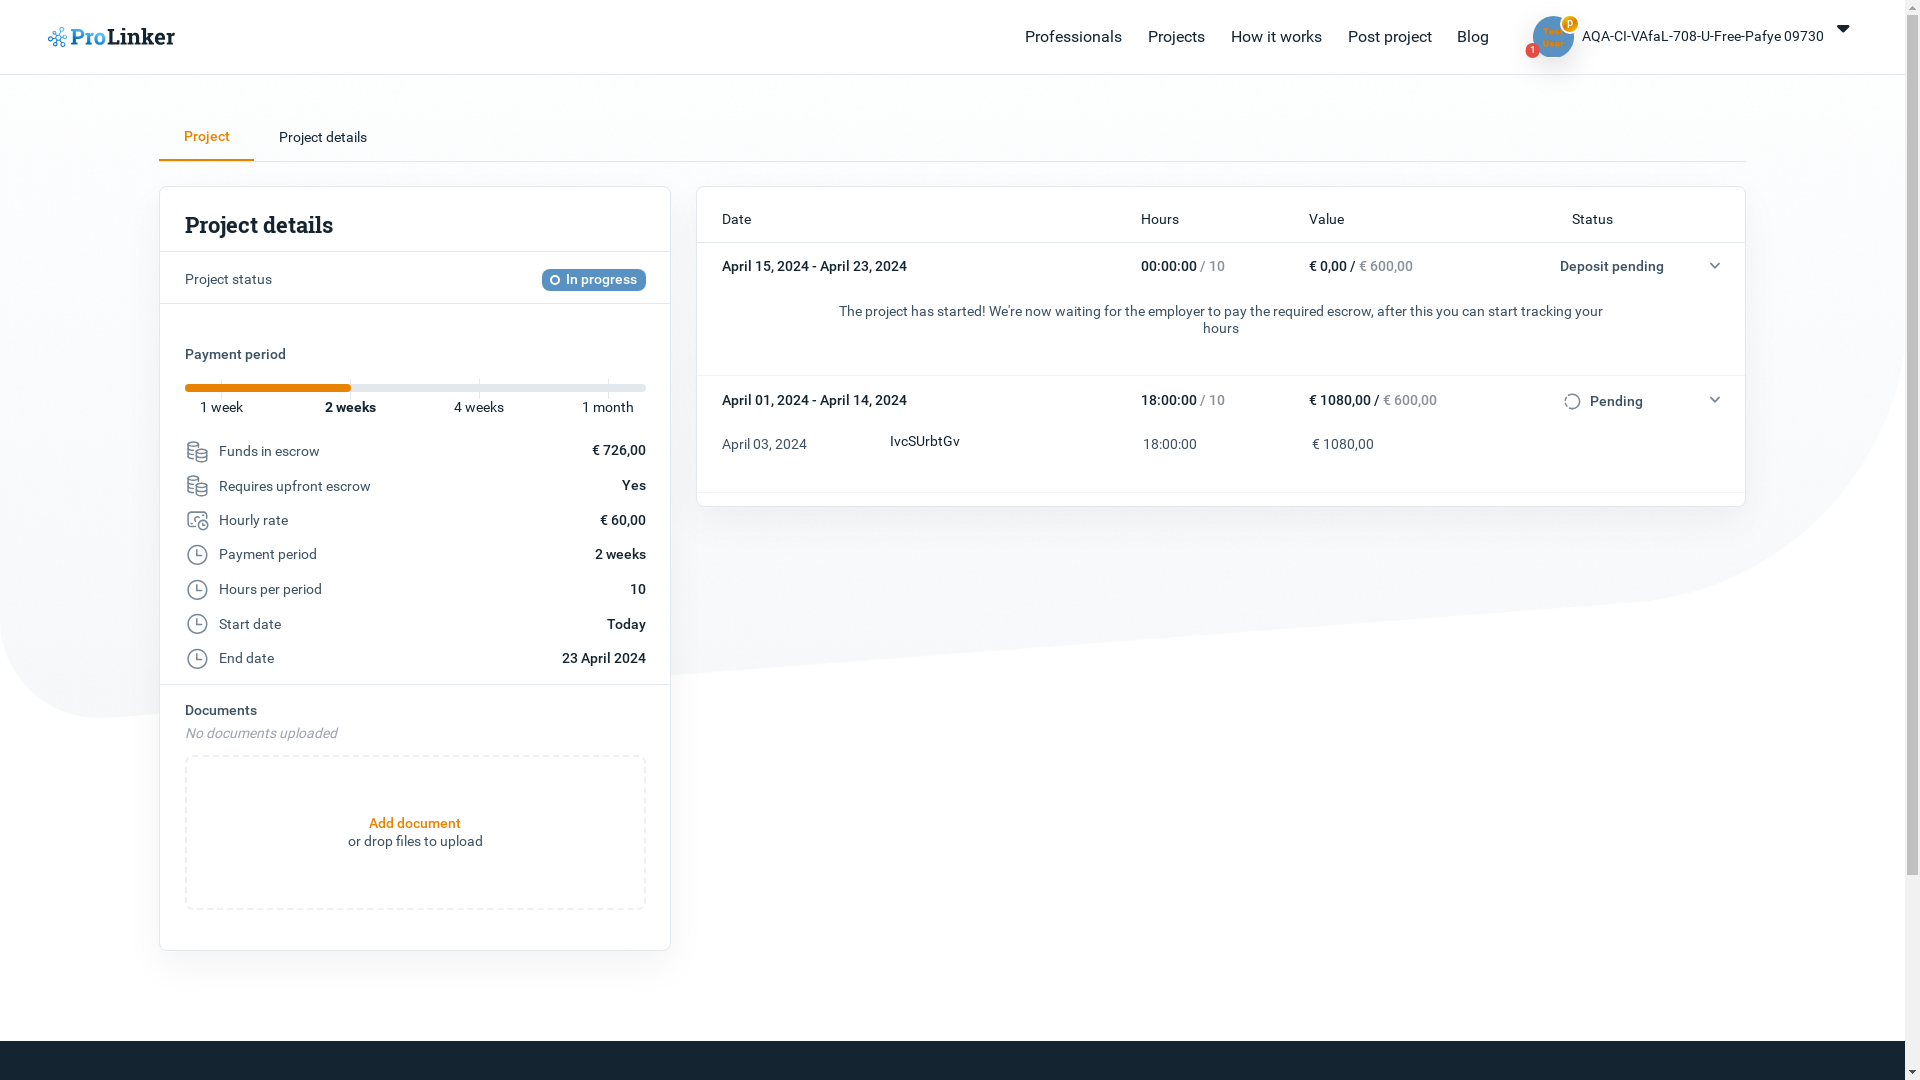 ProLinker
Professionals
Projects
How it works
Post project
Blog
p
1
AQA-CI-VAfaL-708-U-Free-Pafye 09730
Project
Project details
Project details
Project status
In progress
Payment period
1 week
2 weeks
4 weeks
1 month
Funds in escrow
€ 726,00
Requires upfront escrow
Yes
Hourly rate
€ 60,00
Payment period
2 weeks
Hours per period
10
Start date
Today
End date
23 April 2024
Documents
No documents uploaded
Add document
or drop files to upload
Date
Hours
Value
Status
April 15, 2024 - April 23, 2024
00:00:00 / 10
€ 0,00 / € 600,00
Deposit pending
The project has started! We're now waiting for the employer to pay the required escrow, after this you can start tracking your
hours
April 01, 2024 - April 14, 2024
18:00:00 / 10
€ 1080,00 / € 600,00
Pending
April 03, 2024
IvcSUrbtGv
18:00:00
€ 1080,00